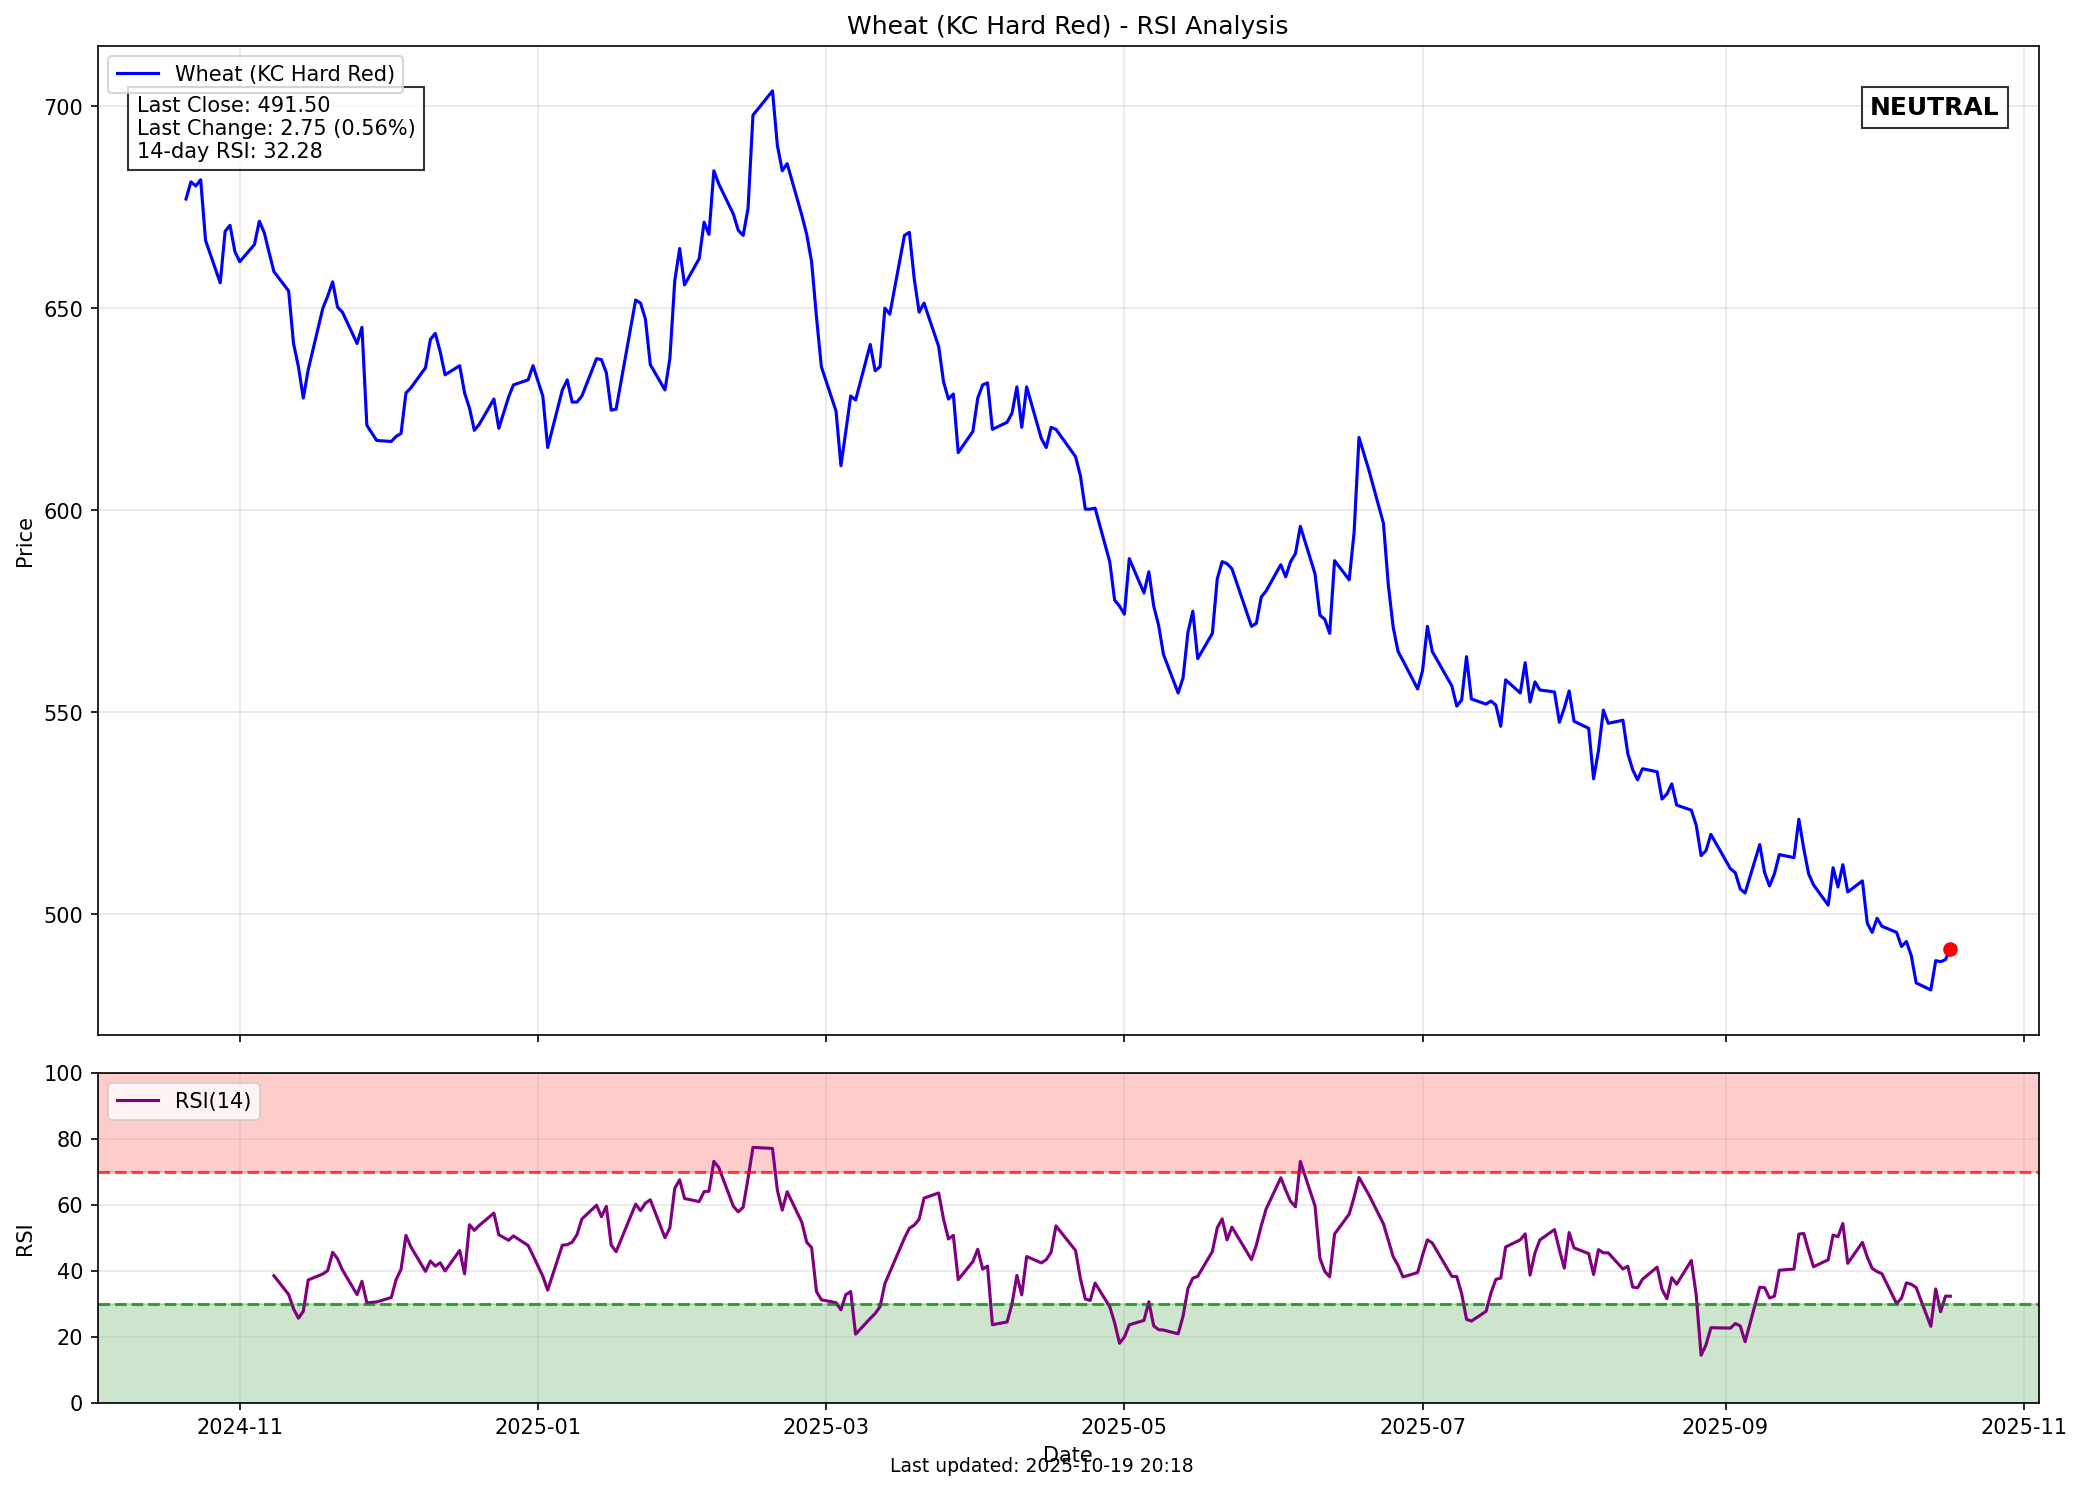 Wheat (KC Hard Red) - RSI Analysis
Wheat (KC Hard Red)
Last Close: 491.50
Last Change: 2.75 (0.56%)
14-day RSI: 32.28
NEUTRAL
Price
700
650
600
550
500
RSI(14)
RSI
100
80
60
40
20
0
2024-11
2025-01
2025-03
2025-05
2025-07
2025-09
2025-11
Date
Last updated: 2025-10-19 20:18